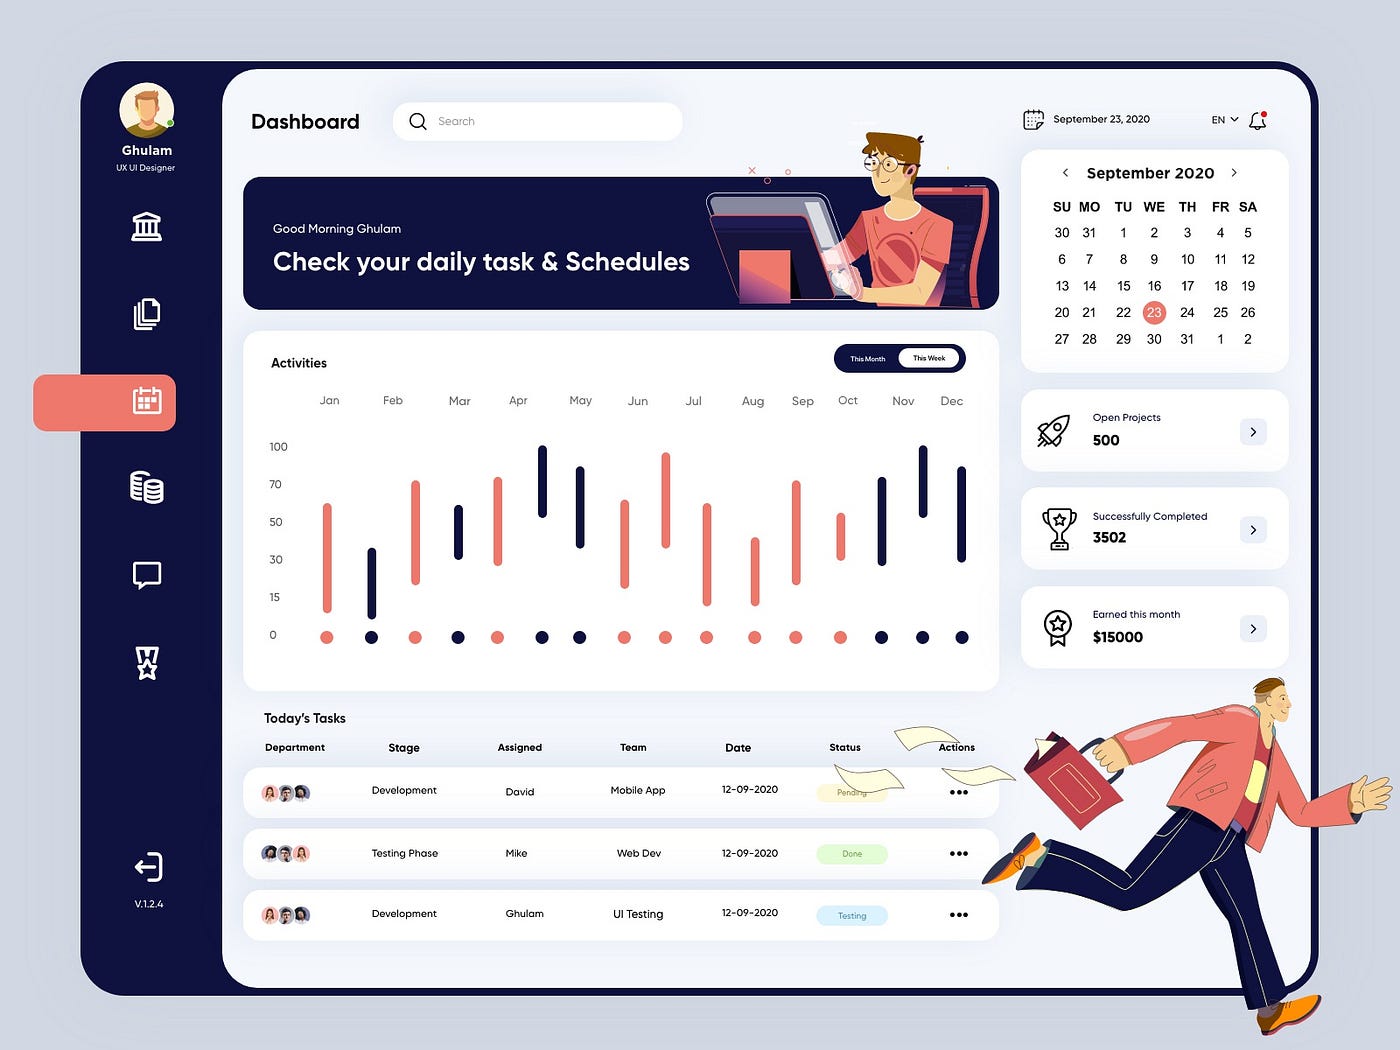 Ghulam
UX UI Designer
V.1.2.4
Dashboard
Search
September 23, 2020
EN
Good Morning Ghulam
Check your daily task & Schedules
September 2020
SU MO TU WE TH FR SA
30 31 1 2 3 4 5
6 7 8 9 10 11 12
13 14 15 16 17 18 19
20 21 22 23 24 25 26
27 28 29 30 31 1 2
Activities
This Month This Week
Jan Feb Mar Apr May Jun Jul Aug Sep Oct Nov Dec
100
70
50
30
15
0
Open Projects
500
Successfully Completed
3502
Earned this month
$15000
Today's Tasks
Department Stage Assigned Team Date Status Actions
Development David Mobile App 12-09-2020 Pending
Testing Phase Mike Web Dev 12-09-2020 Done
Development Ghulam UI Testing 12-09-2020 Testing